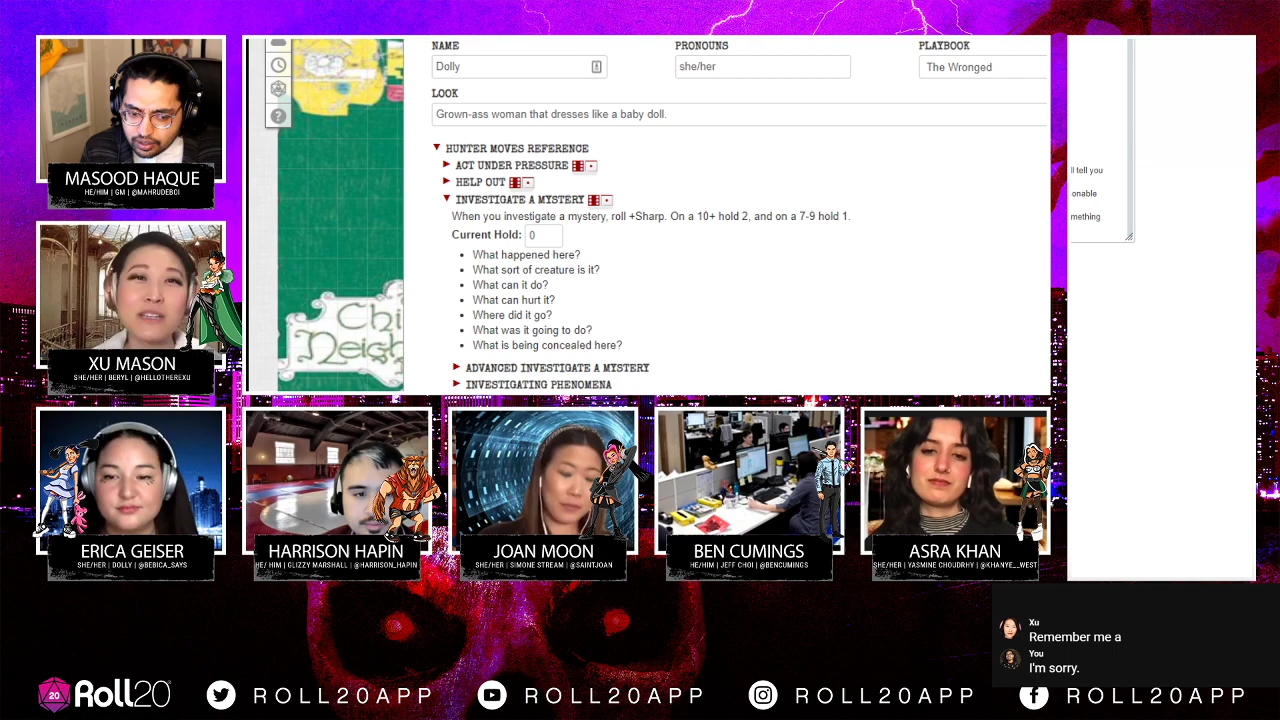 MASOOD HAQUE
HE/HIM | GM | @MAHRUDEBOI
XU MASON
SHE/HER | BERYL | @HELLOTHEREXU
NAME
Dolly
PRONOUNS
she/her
PLAYBOOK
The Wronged
LOOK
Grown-ass woman that dresses like a baby doll.
HUNTER MOVES REFERENCE
ACT UNDER PRESSURE
HELP OUT
INVESTIGATE A MYSTERY
When you investigate a mystery, roll +Sharp. On a 10+ hold 2, and on a 7-9 hold 1.
Current Hold: 0
• What happened here?
• What sort of creature is it?
• What can it do?
• What can hurt it?
• Where did it go?
• What was it going to do?
• What is being concealed here?
ADVANCED INVESTIGATE A MYSTERY
INVESTIGATING PHENOMENA
?
Chi
Neigh
ll tell you
onable
mething
ERICA GEISER
SHE/HER | DOLLY | @BEBICA_SAYS
HARRISON HAPIN
HE/ HIM | GLIZZY MARSHALL | @HARRISON_HAPIN
JOAN MOON
SHE/HER | SIMONE STREAM | @SAINTJOAN
BEN CUMINGS
HE/HIM | JEFF CHOI | @BENCUMINGS
ASRA KHAN
SHE/HER | YASMINE CHOUDRHY | @KHANYE__WEST
Xu
Remember me a
You
I'm sorry.
20
Roll20
ROLL20APP
ROLL20APP
ROLL20APP
ROLL20APP